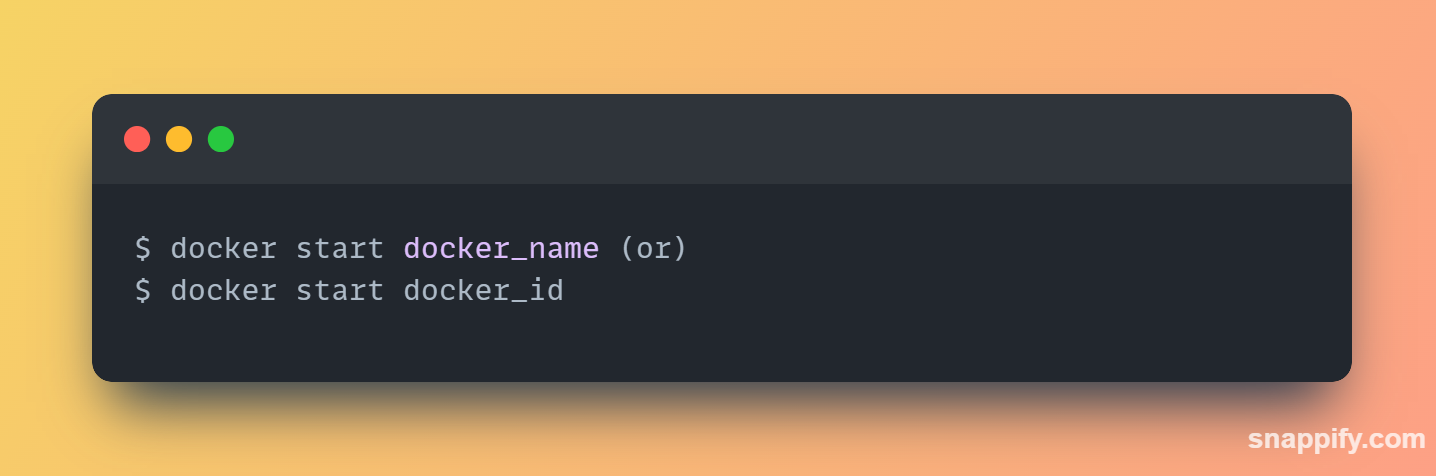 $ docker start docker_name (or)
$ docker start docker_id
snappify.com